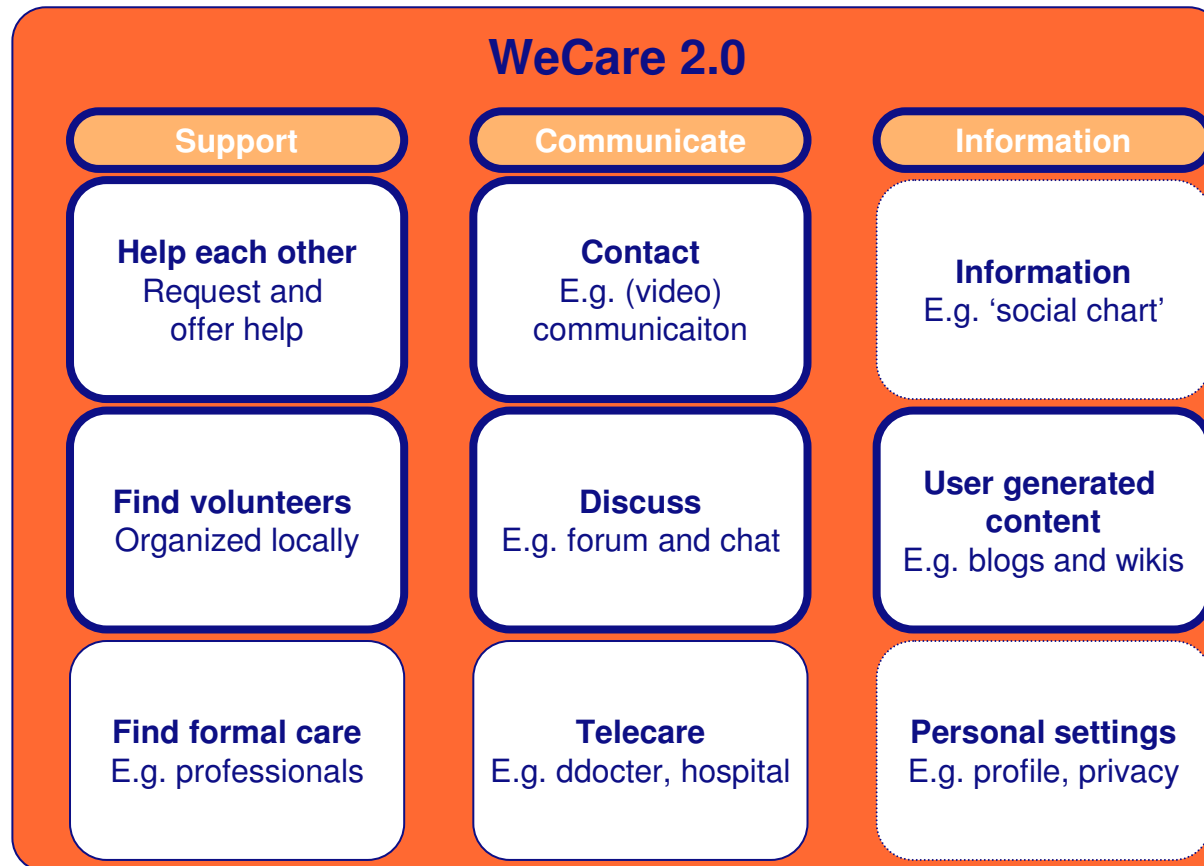 WeCare 2.0
Support
Communicate
Information
Help each other
Request and
offer help
Contact
E.g. (video)
communicaiton
Information
E.g. ‘social chart’
Find volunteers
Organized locally
Discuss
E.g. forum and chat
User generated
content
E.g. blogs and wikis
Find formal care
E.g. professionals
Telecare
E.g. ddocter, hospital
Personal settings
E.g. profile, privacy